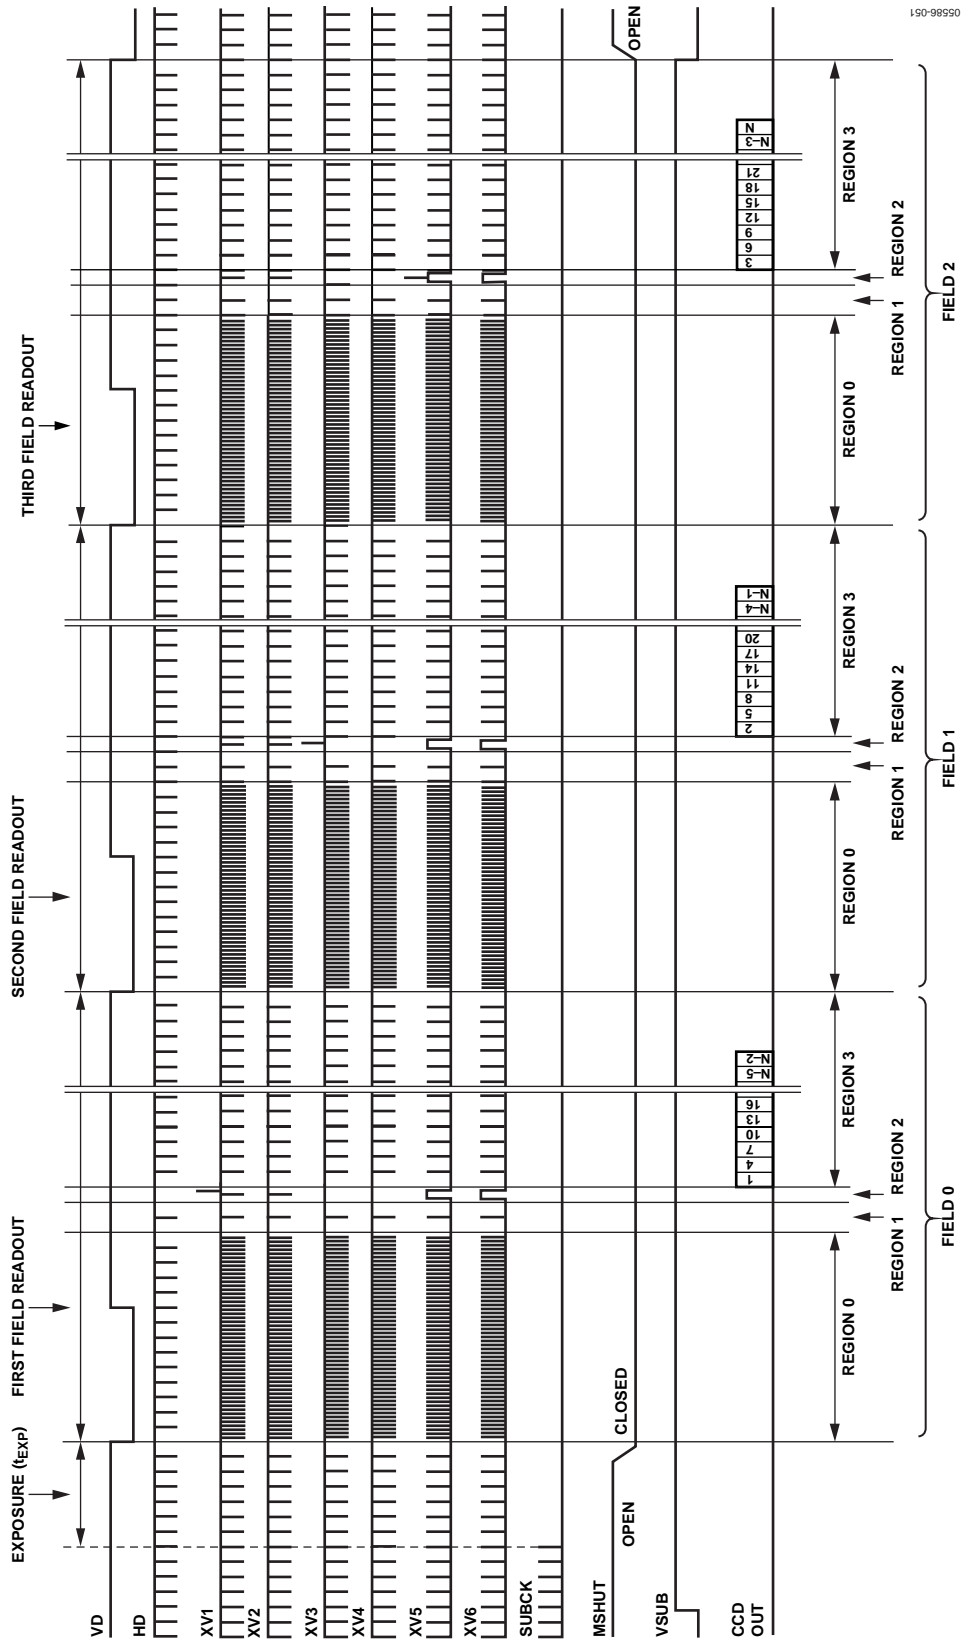 EXPOSURE (tEXP)
FIRST FIELD READOUT
SECOND FIELD READOUT
THIRD FIELD READOUT
VD
HD
XV1
XV2
XV3
XV4
XV5
XV6
SUBCK
MSHUT
OPEN
CLOSED
OPEN
VSUB
CCD
OUT
1
4
7
10
13
16
N–5
N–2
2
5
8
11
14
17
20
N–4
N–1
3
6
9
12
15
18
21
N–3
N
REGION 0
REGION 3
REGION 0
REGION 3
REGION 0
REGION 3
REGION 1
REGION 2
REGION 1
REGION 2
REGION 1
REGION 2
FIELD 0
FIELD 1
FIELD 2
05586-051